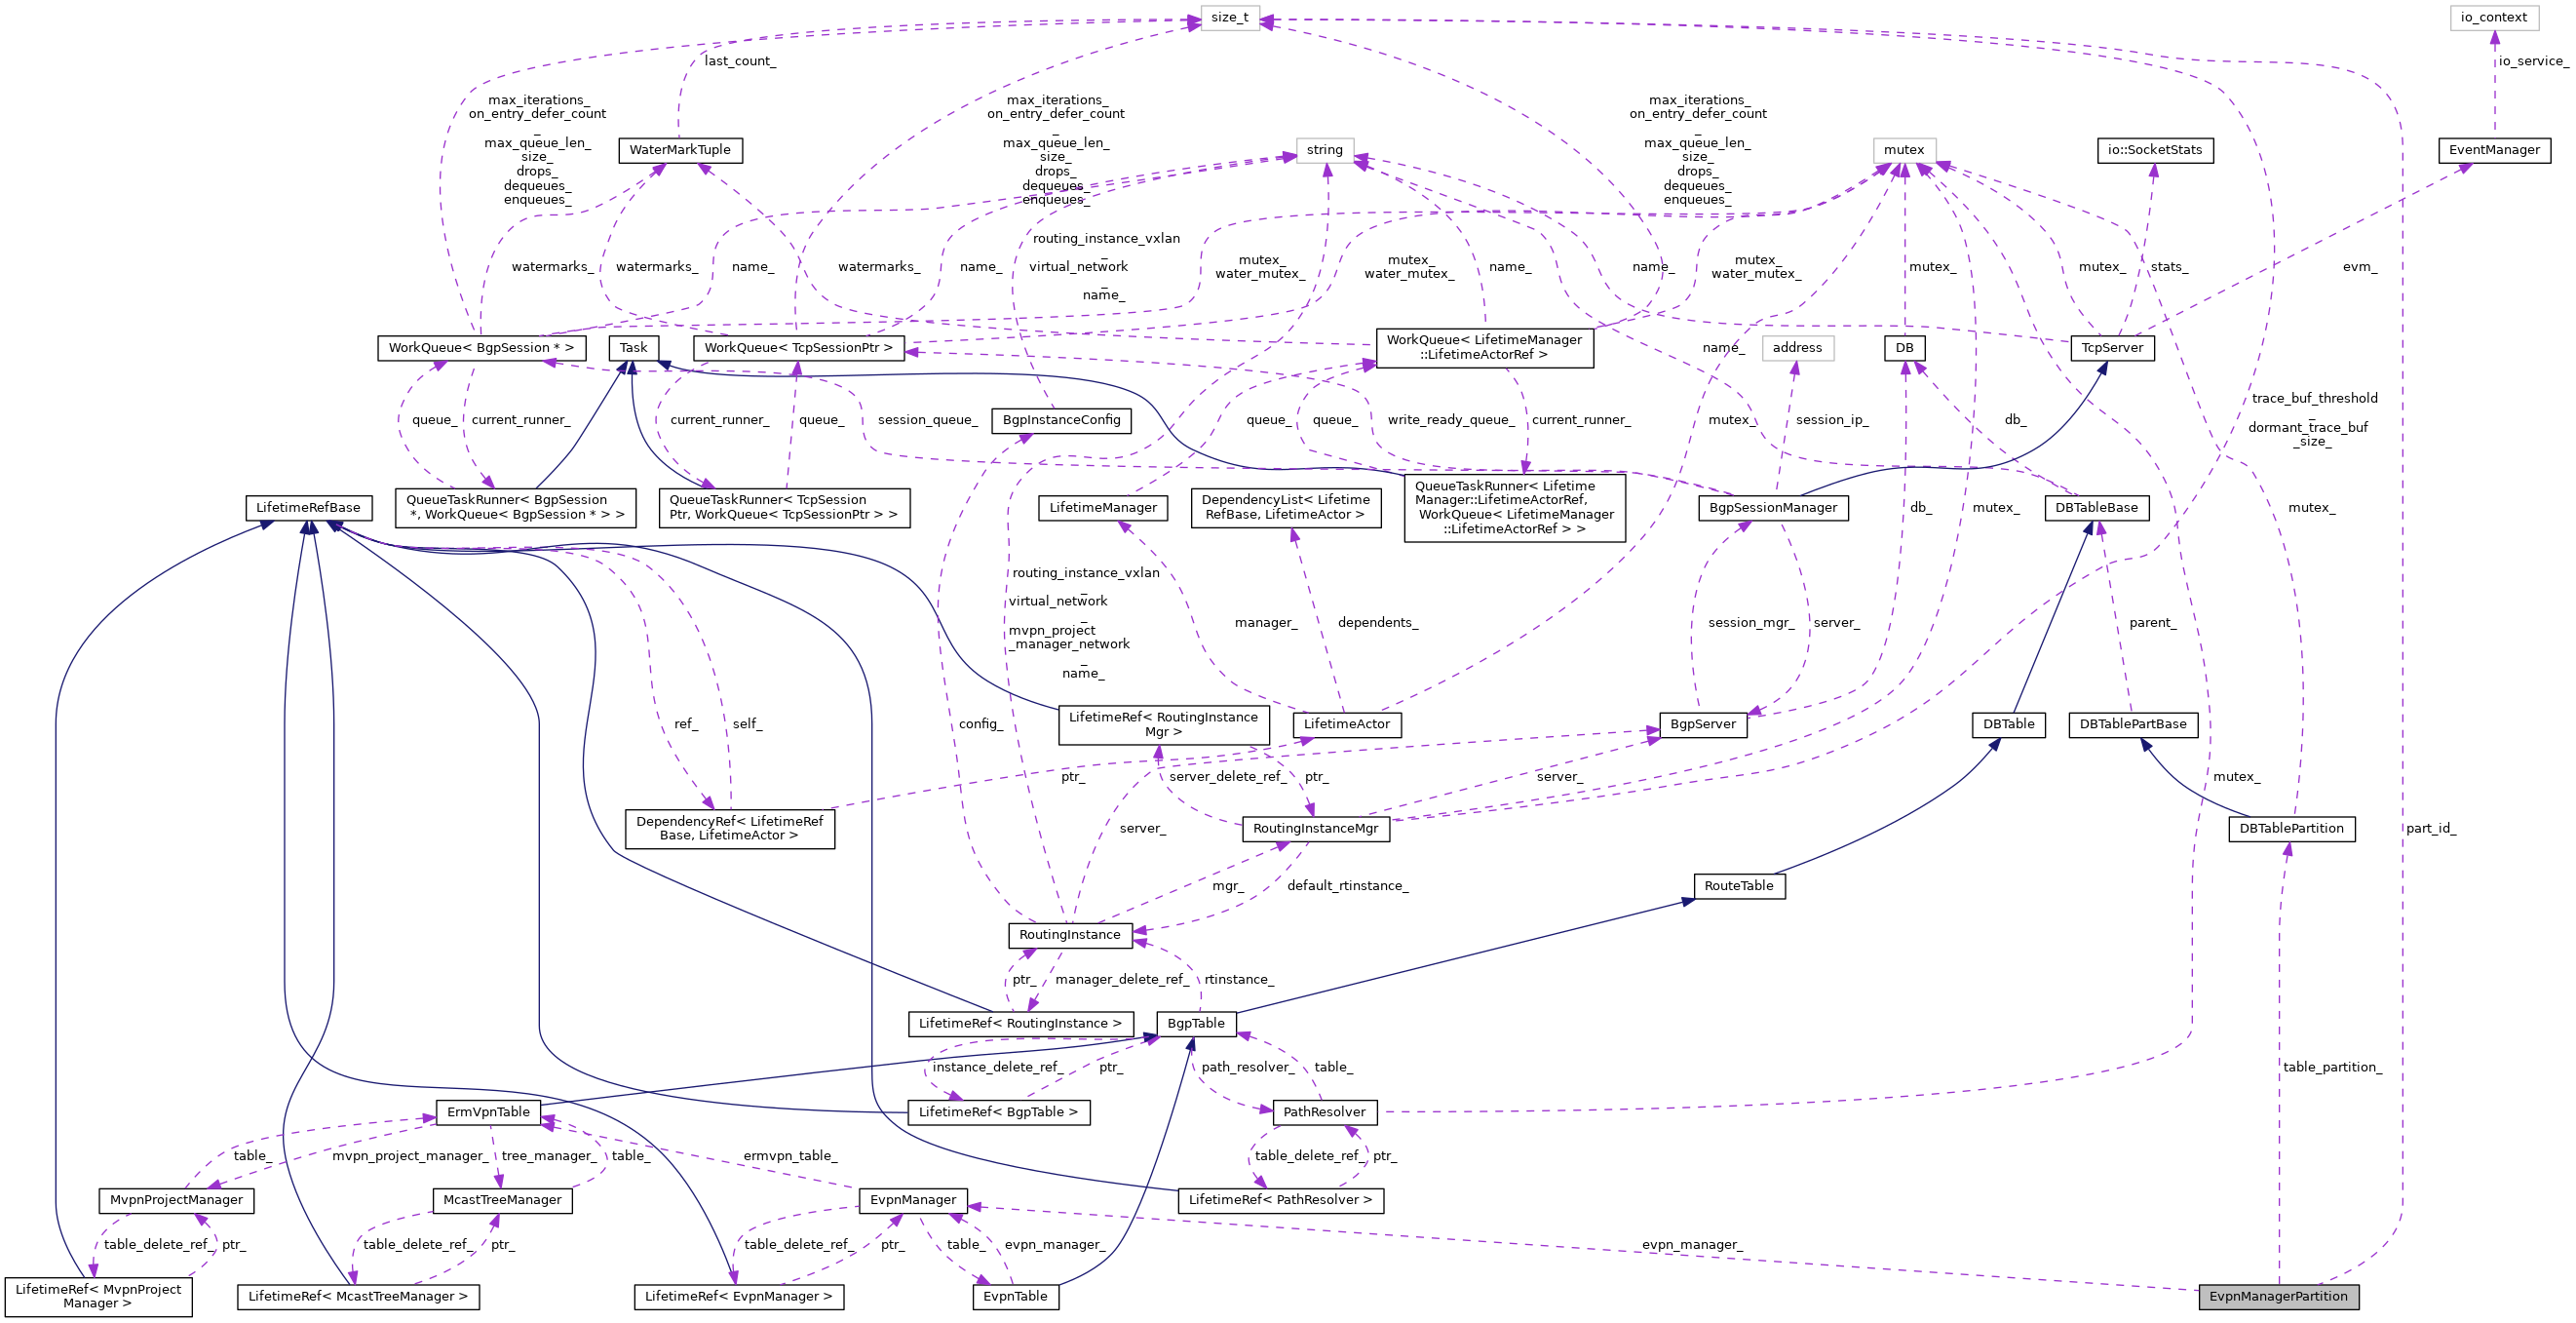 size_t
io_context
last_count_
io_service_
max_iterations_
on_entry_defer_count
_
max_queue_len_
size_
drops_
dequeues_
enqueues_
max_iterations_
on_entry_defer_count
_
max_queue_len_
size_
drops_
dequeues_
enqueues_
max_iterations_
on_entry_defer_count
_
max_queue_len_
size_
drops_
dequeues_
enqueues_
WaterMarkTuple
string
mutex
io::SocketStats
EventManager
routing_instance_vxlan
_
virtual_network
_
name_
watermarks_
watermarks_
name_
watermarks_
name_
mutex_
water_mutex_
mutex_
water_mutex_
name_
name_
mutex_
water_mutex_
mutex_
mutex_
stats_
evm_
WorkQueue< BgpSession * >
Task
WorkQueue< TcpSessionPtr >
WorkQueue< LifetimeManager
::LifetimeActorRef >
name_
address
DB
TcpServer
queue_
current_runner_
current_runner_
queue_
session_queue_
BgpInstanceConfig
queue_
queue_
write_ready_queue_
current_runner_
mutex_
session_ip_
db_
trace_buf_threshold
_
dormant_trace_buf
_size_
LifetimeRefBase
QueueTaskRunner< BgpSession
*, WorkQueue< BgpSession * > >
QueueTaskRunner< TcpSession
Ptr, WorkQueue< TcpSessionPtr > >
LifetimeManager
DependencyList< Lifetime
RefBase, LifetimeActor >
QueueTaskRunner< Lifetime
Manager::LifetimeActorRef,
WorkQueue< LifetimeManager
::LifetimeActorRef > >
BgpSessionManager
db_
mutex_
DBTableBase
mutex_
routing_instance_vxlan
_
virtual_network
_
mvpn_project
_manager_network
_
name_
manager_
dependents_
session_mgr_
server_
parent_
ref_
self_
config_
LifetimeRef< RoutingInstance
Mgr >
LifetimeActor
BgpServer
DBTable
DBTablePartBase
ptr_
server_delete_ref_
ptr_
server_
mutex_
DependencyRef< LifetimeRef
Base, LifetimeActor >
server_
RoutingInstanceMgr
DBTablePartition
part_id_
mgr_
default_rtinstance_
RouteTable
RoutingInstance
ptr_
manager_delete_ref_
rtinstance_
LifetimeRef< RoutingInstance >
BgpTable
instance_delete_ref_
ptr_
path_resolver_
table_
table_partition_
ErmVpnTable
LifetimeRef< BgpTable >
PathResolver
table_
mvpn_project_manager_
tree_manager_
table_
ermvpn_table_
table_delete_ref_
ptr_
MvpnProjectManager
McastTreeManager
EvpnManager
LifetimeRef< PathResolver >
table_delete_ref_
ptr_
table_delete_ref_
ptr_
table_delete_ref_
ptr_
table_
evpn_manager_
evpn_manager_
LifetimeRef< MvpnProject
Manager >
LifetimeRef< McastTreeManager >
LifetimeRef< EvpnManager >
EvpnTable
EvpnManagerPartition